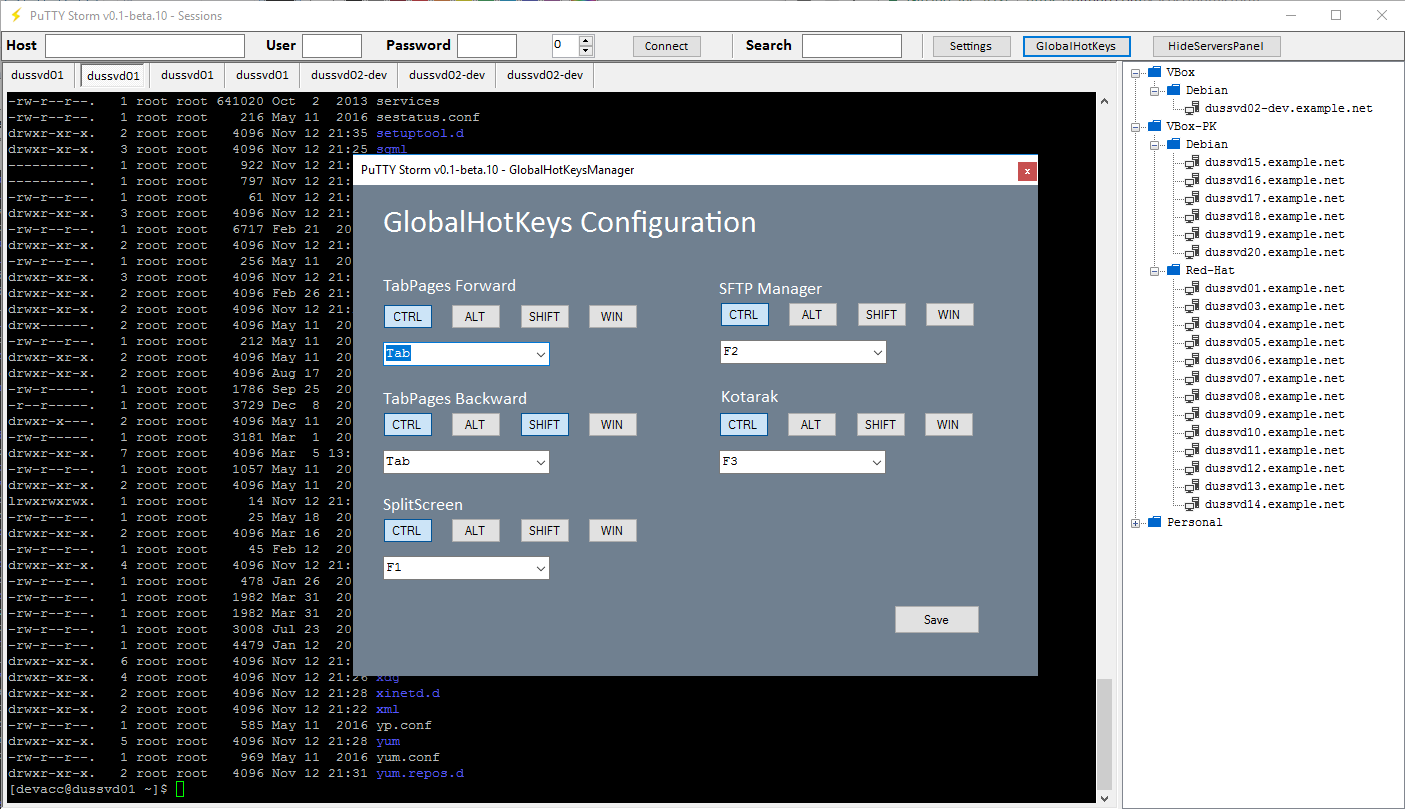 PuTTY Storm v0.1-beta.10 - Sessions
Host User Password 0 Connect Search Settings GlobalHotKeys HideServersPanel
dussvd01 dussvd01 dussvd01 dussvd01 dussvd02-dev dussvd02-dev dussvd02-dev
-rw-r--r--. 1 root root 641020 Oct 2 2013 services
-rw-r--r--. 1 root root 216 May 11 2016 sestatus.conf
drwxr-xr-x. 2 root root 4096 Nov 12 21:35 setuptool.d
drwxr-xr-x. 3 root root 4096 Nov 12 21:25 sgml
----------. 1 root root 922 Nov 12 21:
----------. 1 root root 797 Nov 12 21:
-rw-r--r--. 1 root root 61 Nov 12 21:
drwxr-xr-x. 3 root root 4096 Nov 12 21:
-rw-r--r--. 1 root root 6717 Feb 21 20
drwxr-xr-x. 2 root root 4096 Nov 12 21:
-rw-r--r--. 1 root root 256 May 11 20
drwxr-xr-x. 3 root root 4096 Nov 12 21:
drwxr-xr-x. 2 root root 4096 Feb 26 21:
drwxr-xr-x. 2 root root 4096 Nov 12 21:
drwx------. 2 root root 4096 May 11 20
-rw-r--r--. 1 root root 212 May 11 20
drwxr-xr-x. 2 root root 4096 May 11 20
drwxr-xr-x. 2 root root 4096 Aug 17 20
-rw-r-----. 1 root root 1786 Sep 25 20
-r--r-----. 1 root root 3729 Dec 8 20
drwxr-x---. 2 root root 4096 May 11 20
-rw-r-----. 1 root root 3181 Mar 1 20
drwxr-xr-x. 7 root root 4096 Mar 5 13:
-rw-r--r--. 1 root root 1057 May 11 20
drwxr-xr-x. 2 root root 4096 May 11 20
lrwxrwxrwx. 1 root root 14 Nov 12 21:
-rw-r--r--. 1 root root 25 May 18 20
drwxr-xr-x. 2 root root 4096 Mar 16 20
-rw-r--r--. 1 root root 45 Feb 12 20
drwxr-xr-x. 4 root root 4096 Nov 12 21:
-rw-r--r--. 1 root root 478 Jan 26 20
-rw-r--r--. 1 root root 1982 Mar 31 20
-rw-r--r--. 1 root root 1982 Mar 31 20
-rw-r--r--. 1 root root 3008 Jul 23 20
-rw-r--r--. 1 root root 4479 Jan 12 20
drwxr-xr-x. 6 root root 4096 Nov 12 21:
drwxr-xr-x. 4 root root 4096 Nov 12 21:26 xdg
drwxr-xr-x. 2 root root 4096 Nov 12 21:28 xinetd.d
drwxr-xr-x. 2 root root 4096 Nov 12 21:22 xml
-rw-r--r--. 1 root root 585 May 11 2016 yp.conf
drwxr-xr-x. 5 root root 4096 Nov 12 21:28 yum
-rw-r--r--. 1 root root 969 May 11 2016 yum.conf
drwxr-xr-x. 2 root root 4096 Nov 12 21:31 yum.repos.d
[devacc@dussvd01 ~]$
PuTTY Storm v0.1-beta.10 - GlobalHotKeysManager x
GlobalHotKeys Configuration
TabPages Forward
CTRL ALT SHIFT WIN
Tab
TabPages Backward
CTRL ALT SHIFT WIN
Tab
SplitScreen
CTRL ALT SHIFT WIN
F1
SFTP Manager
CTRL ALT SHIFT WIN
F2
Kotarak
CTRL ALT SHIFT WIN
F3
Save
VBox
Debian
dussvd02-dev.example.net
VBox-PK
Debian
dussvd15.example.net
dussvd16.example.net
dussvd17.example.net
dussvd18.example.net
dussvd19.example.net
dussvd20.example.net
Red-Hat
dussvd01.example.net
dussvd03.example.net
dussvd04.example.net
dussvd05.example.net
dussvd06.example.net
dussvd07.example.net
dussvd08.example.net
dussvd09.example.net
dussvd10.example.net
dussvd11.example.net
dussvd12.example.net
dussvd13.example.net
dussvd14.example.net
Personal